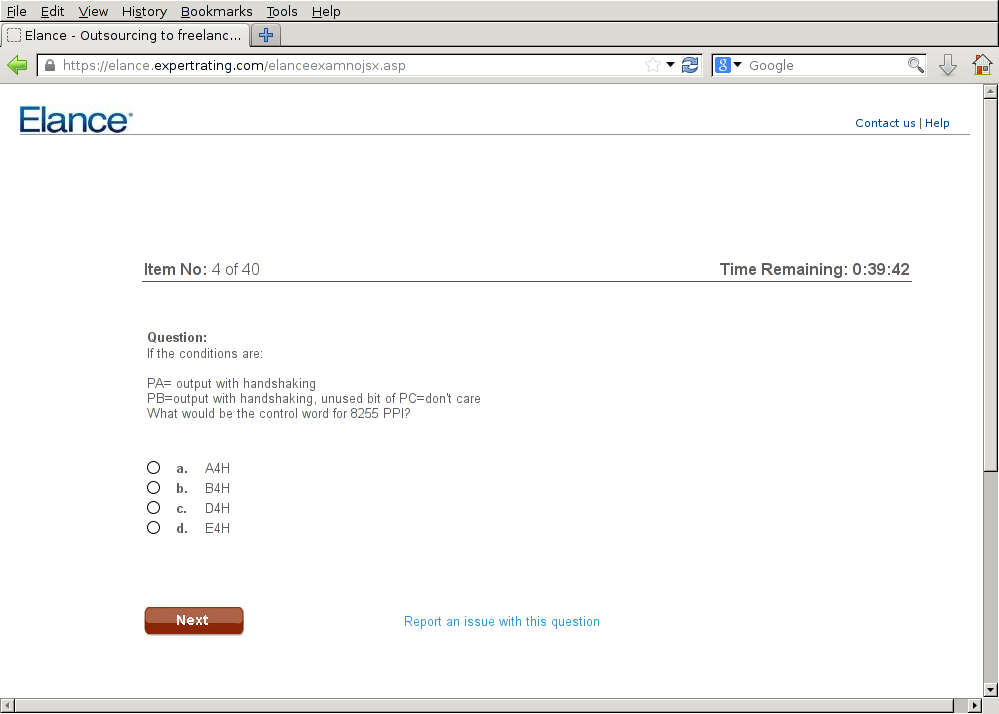 File Edit View History Bookmarks Tools Help
Elance - Outsourcing to freelanc...
https://elance.expertrating.com/elanceexamnojsx.asp
8 Google
Elance
Contact us | Help
Item No: 4 of 40
Time Remaining: 0:39:42
Question:
If the conditions are:
PA= output with handshaking
PB=output with handshaking, unused bit of PC=don't care
What would be the control word for 8255 PPI?
a. A4H
b. B4H
c. D4H
d. E4H
Next
Report an issue with this question